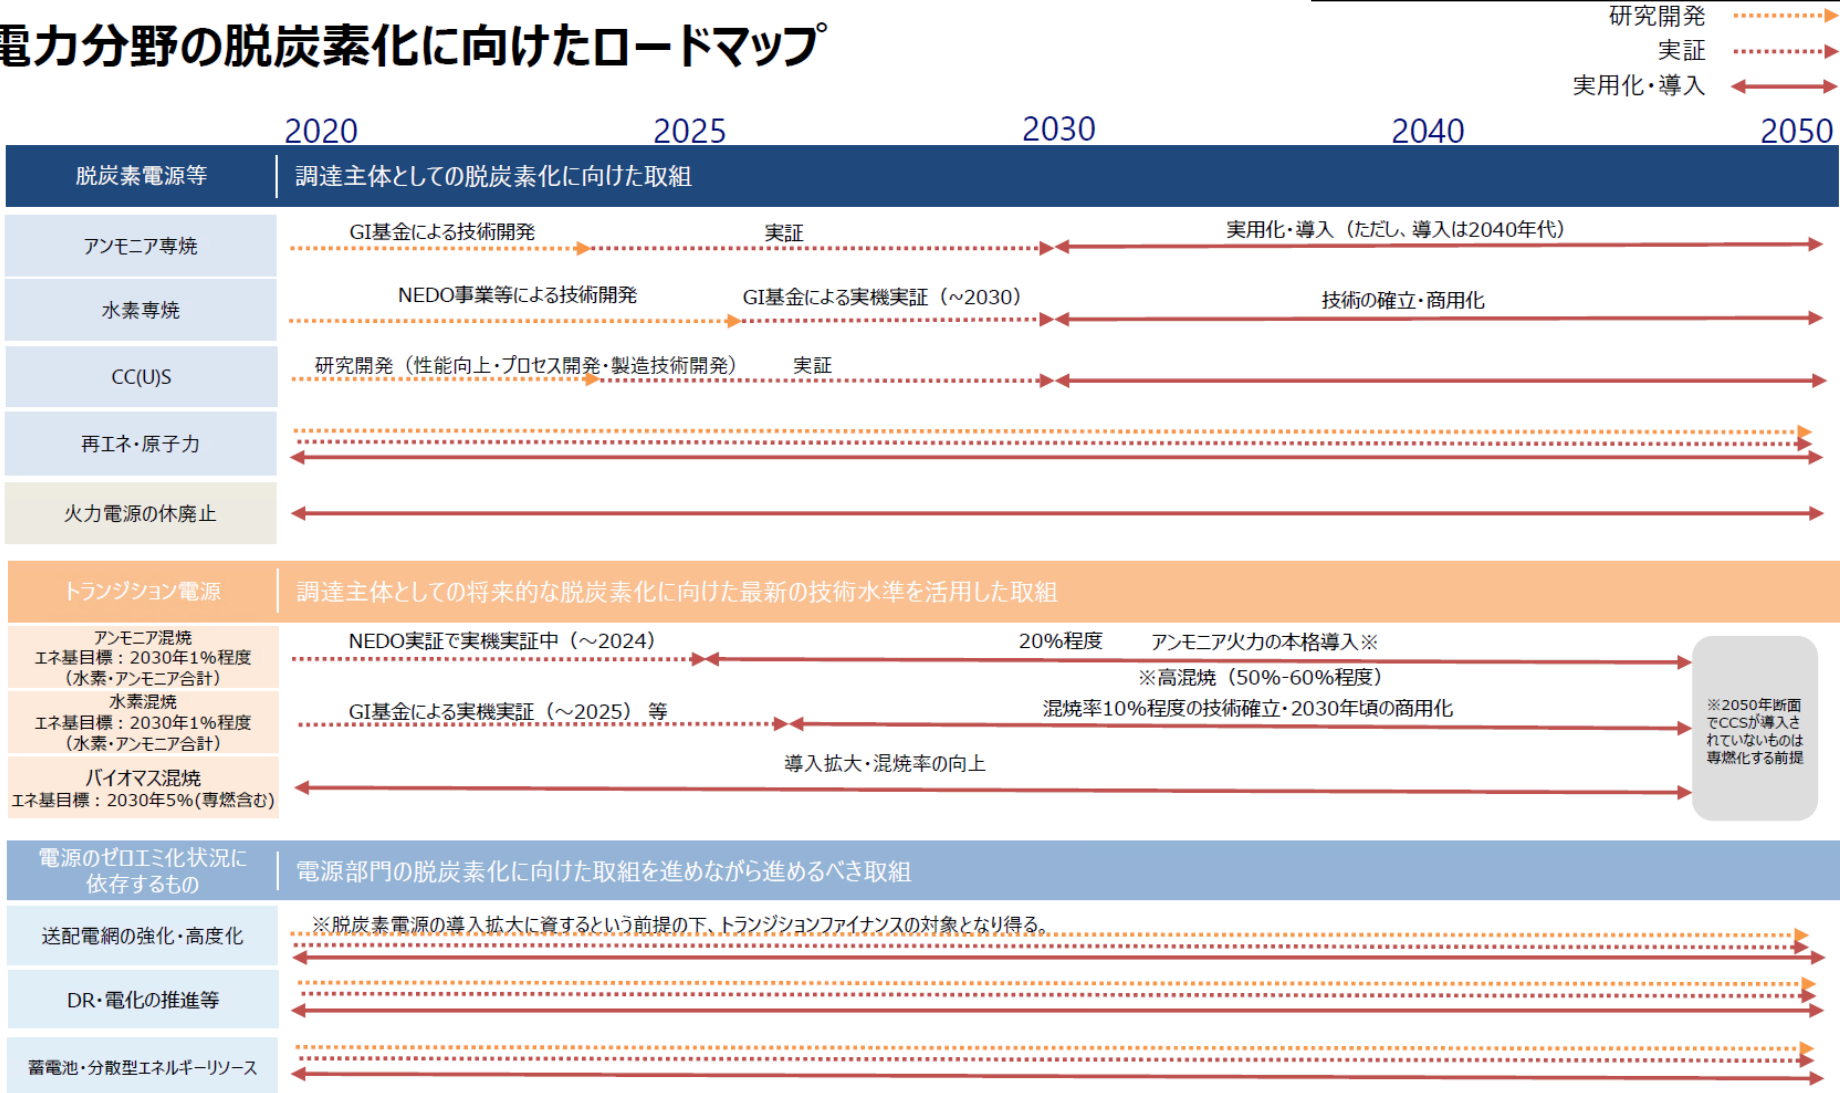 電力分野の脱炭素化に向けたロードマップ
研究開発
実証
実用化・導入
2020 2025 2030 2040 2050
脱炭素電源等 調達主体としての脱炭素化に向けた取組
アンモニア専焼
GI基金による技術開発 実証 実用化・導入（ただし、導入は2040年代）
水素専焼
NEDO事業等による技術開発 GI基金による実機実証（~2030） 技術の確立・商用化
CC(U)S
研究開発（性能向上・プロセス開発・製造技術開発） 実証
再エネ・原子力
火力電源の休廃止
トランジション電源 調達主体としての将来的な脱炭素化に向けた最新の技術水準を活用した取組
アンモニア混焼
エネ基目標：2030年1%程度
（水素・アンモニア合計）
NEDO実証で実機実証中（～2024） 20%程度 アンモニア火力の本格導入※
※高混焼（50%-60%程度）
水素混焼
エネ基目標：2030年1%程度
（水素・アンモニア合計）
GI基金による実機実証（～2025） 等 混焼率10%程度の技術確立・2030年頃の商用化
バイオマス混焼
エネ基目標：2030年5%(専燃含む)
導入拡大・混焼率の向上
※2050年断面
でCCSが導入さ
れていないものは
専燃化する前提
電源のゼロエミ化状況に
依存するもの
電源部門の脱炭素化に向けた取組を進めながら進めるべき取組
送配電網の強化・高度化
※脱炭素電源の導入拡大に資するという前提の下、トランジションファイナンスの対象となり得る。
DR・電化の推進等
蓄電池・分散型エネルギーリソース